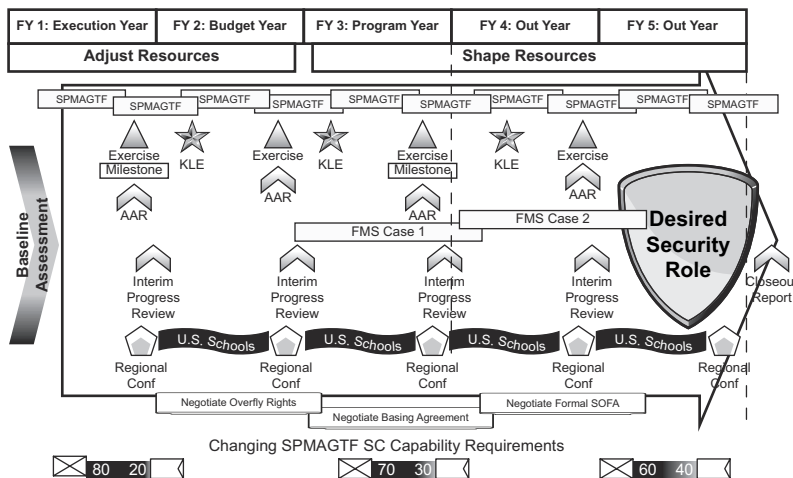 FY 1: Execution Year FY 2: Budget Year FY 3: Program Year FY 4: Out Year FY 5: Out Year
Adjust Resources Shape Resources
SPMAGTF SPMAGTF SPMAGTF SPMAGTF SPMAGTF SPMAGTF SPMAGTF SPMAGTF SPMAGTF SPMAGTF
Exercise KLE Exercise KLE Exercise KLE Exercise
Milestone Milestone
AAR AAR AAR AAR
Baseline
Assessment
FMS Case 1 FMS Case 2
Desired
Security
Role
Interim
Progress
Review
Interim
Progress
Review
Interim
Progress
Review
Interim
Progress
Review
Closeout
Report
U.S. Schools U.S. Schools U.S. Schools U.S. Schools
Regional
Conf
Regional
Conf
Regional
Conf
Regional
Conf
Regional
Conf
Negotiate Overfly Rights
Negotiate Basing Agreement
Negotiate Formal SOFA
Changing SPMAGTF SC Capability Requirements
80 20 70 30 60 40